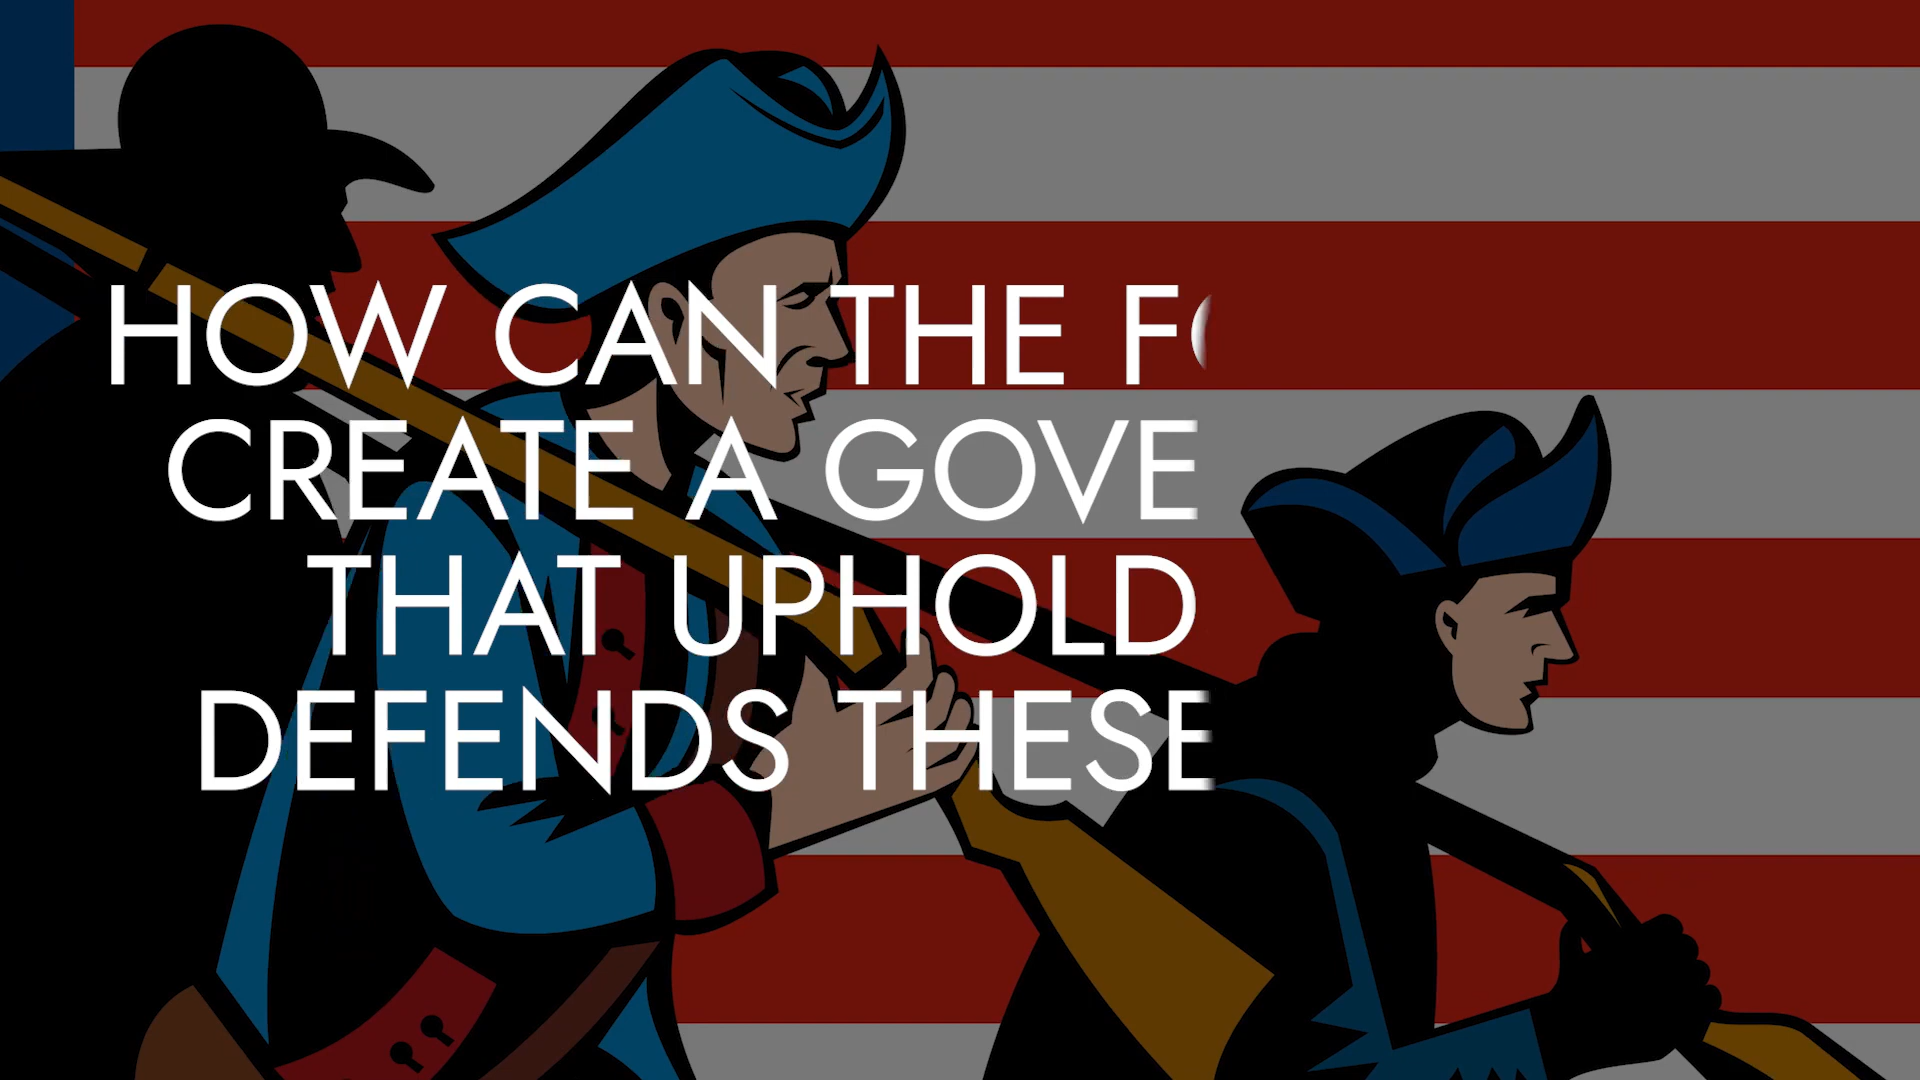 HOW CAN THE F
CREATE A GOVE
THAT UPHOLD
DEFENDS THESE